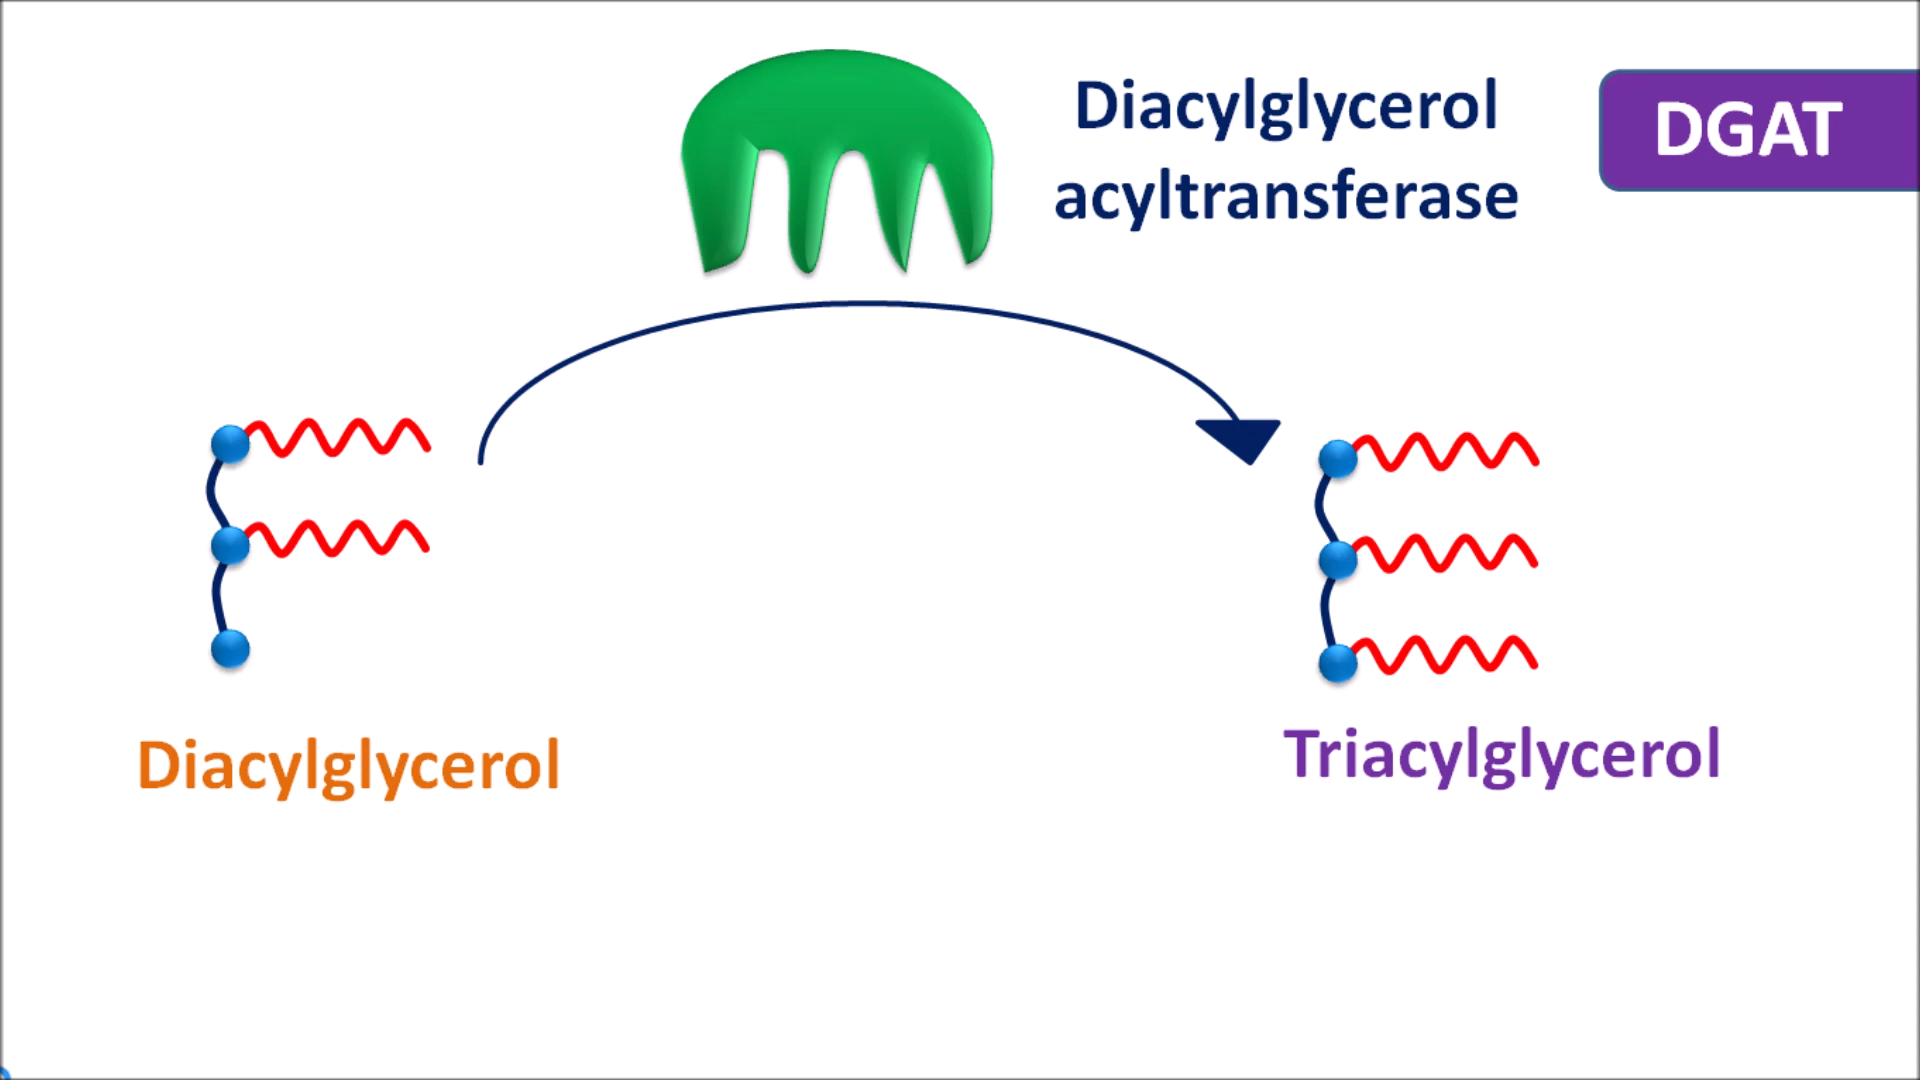 Diacylglycerol
acyltransferase
DGAT
Diacylglycerol
Triacylglycerol